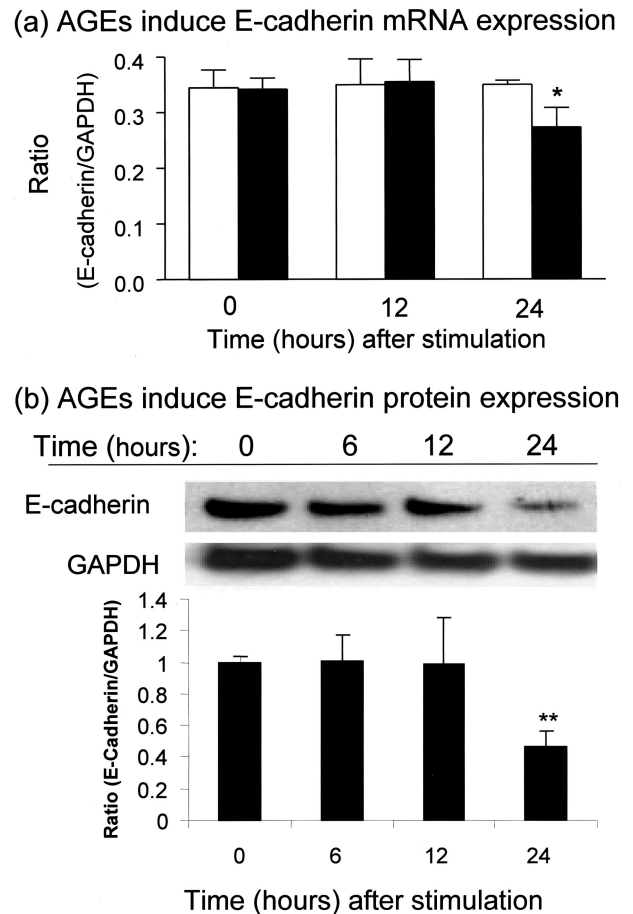 (a) AGEs induce E-cadherin mRNA expression
Ratio
(E-cadherin/GAPDH)
0.4
0.3
0.2
0.1
0.0
*
0 12 24
Time (hours) after stimulation
(b) AGEs induce E-cadherin protein expression
Time (hours): 0 6 12 24
E-cadherin
GAPDH
Ratio (E-Cadherin/GAPDH)
1.4
1.2
1
0.8
0.6
0.4
0.2
0
**
0 6 12 24
Time (hours) after stimulation